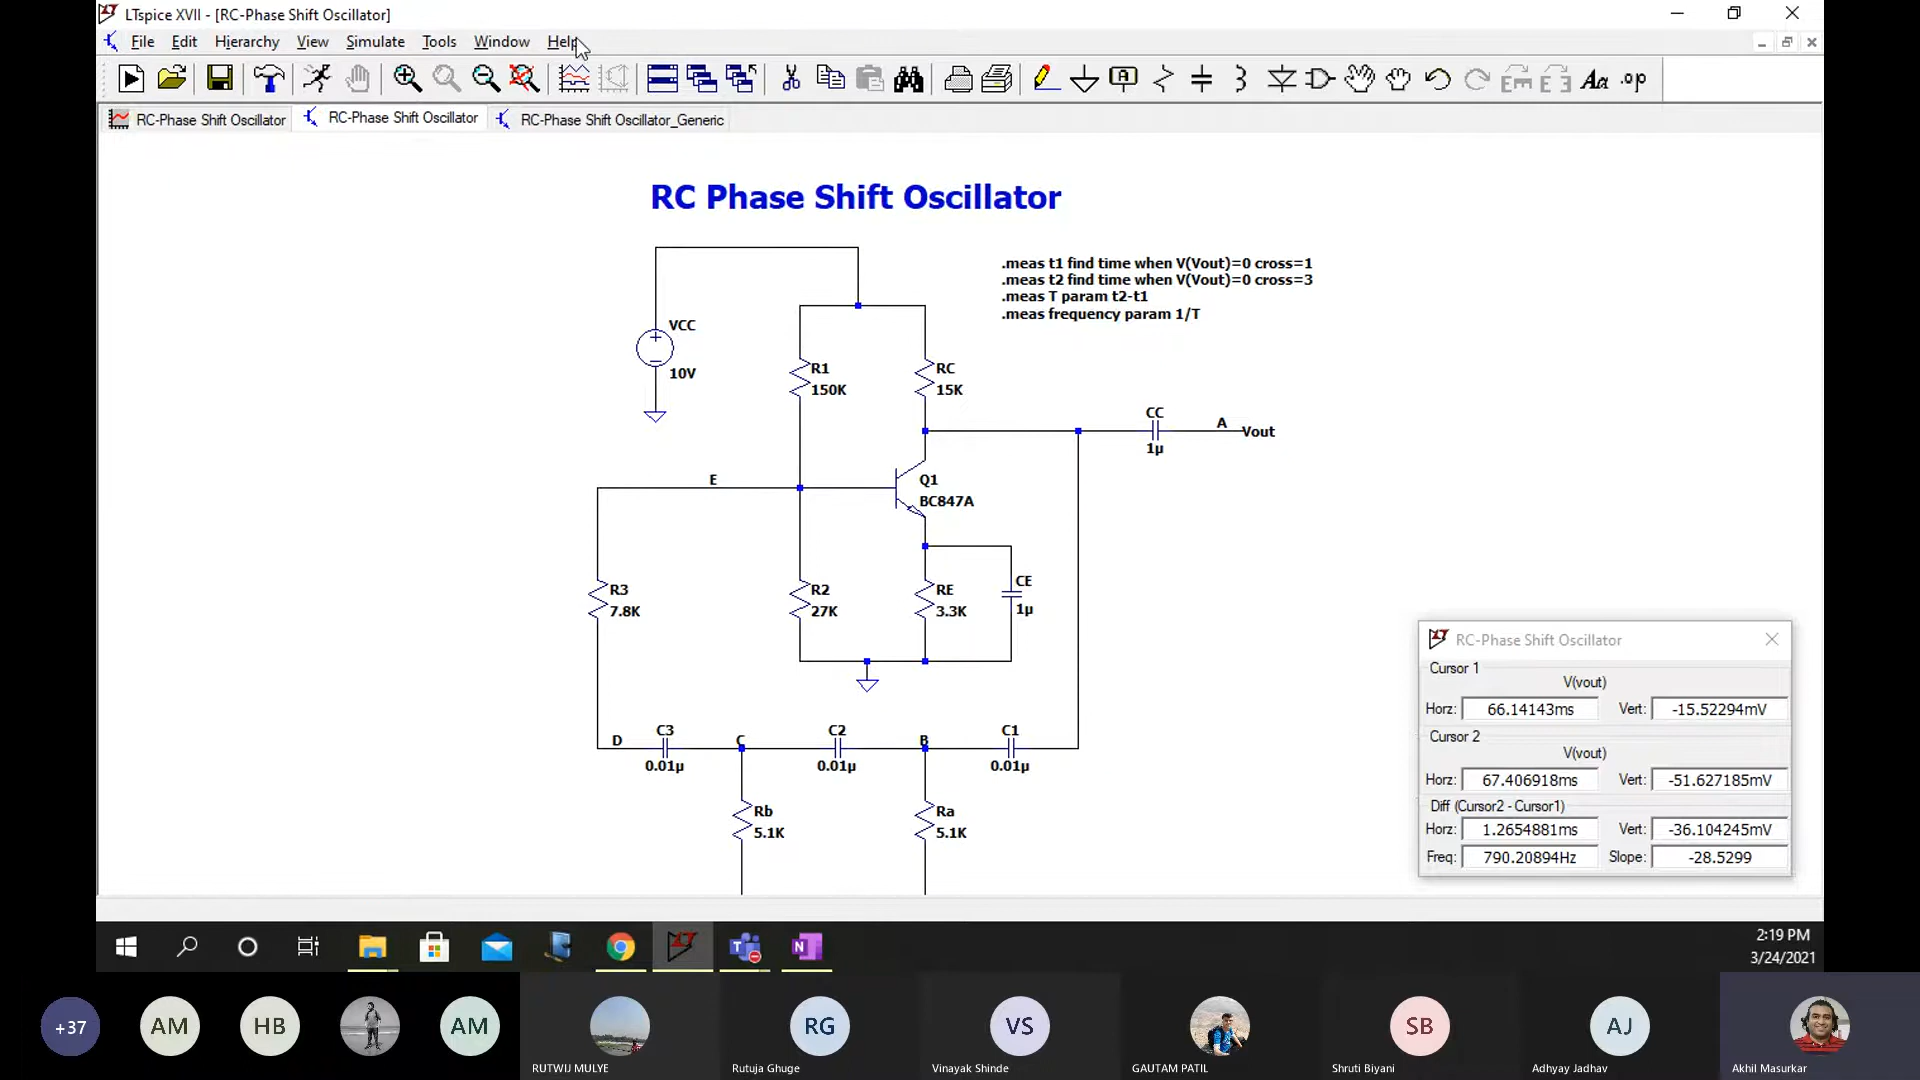 LTspice XVII - [RC-Phase Shift Oscillator]
File Edit Hierarchy View Simulate Tools Window Help
RC-Phase Shift Oscillator RC-Phase Shift Oscillator RC-Phase Shift Oscillator_Generic
RC Phase Shift Oscillator
.meas t1 find time when V(Vout)=0 cross=1
.meas t2 find time when V(Vout)=0 cross=3
.meas T param t2-t1
.meas frequency param 1/T
VCC
10V
R1
150K
RC
15K
CC
1µ
A
Vout
E
Q1
BC847A
R3
7.8K
R2
27K
RE
3.3K
CE
1µ
D
C3
0.01µ
C
C2
0.01µ
B
C1
0.01µ
Rb
5.1K
Ra
5.1K
RC-Phase Shift Oscillator
Cursor 1
V(vout)
Horz: 66.14143ms Vert: -15.52294mV
Cursor 2
V(vout)
Horz: 67.406918ms Vert: -51.627185mV
Diff (Cursor2 - Cursor1)
Horz: 1.2654881ms Vert: -36.104245mV
Freq: 790.20894Hz Slope: -28.5299
2:19 PM
3/24/2021
+37 AM HB AM RG VS SB AJ
RUTWIJ MULYE Rutuja Ghuge Vinayak Shinde GAUTAM PATIL Shruti Biyani Adhyay Jadhav Akhil Masurkar